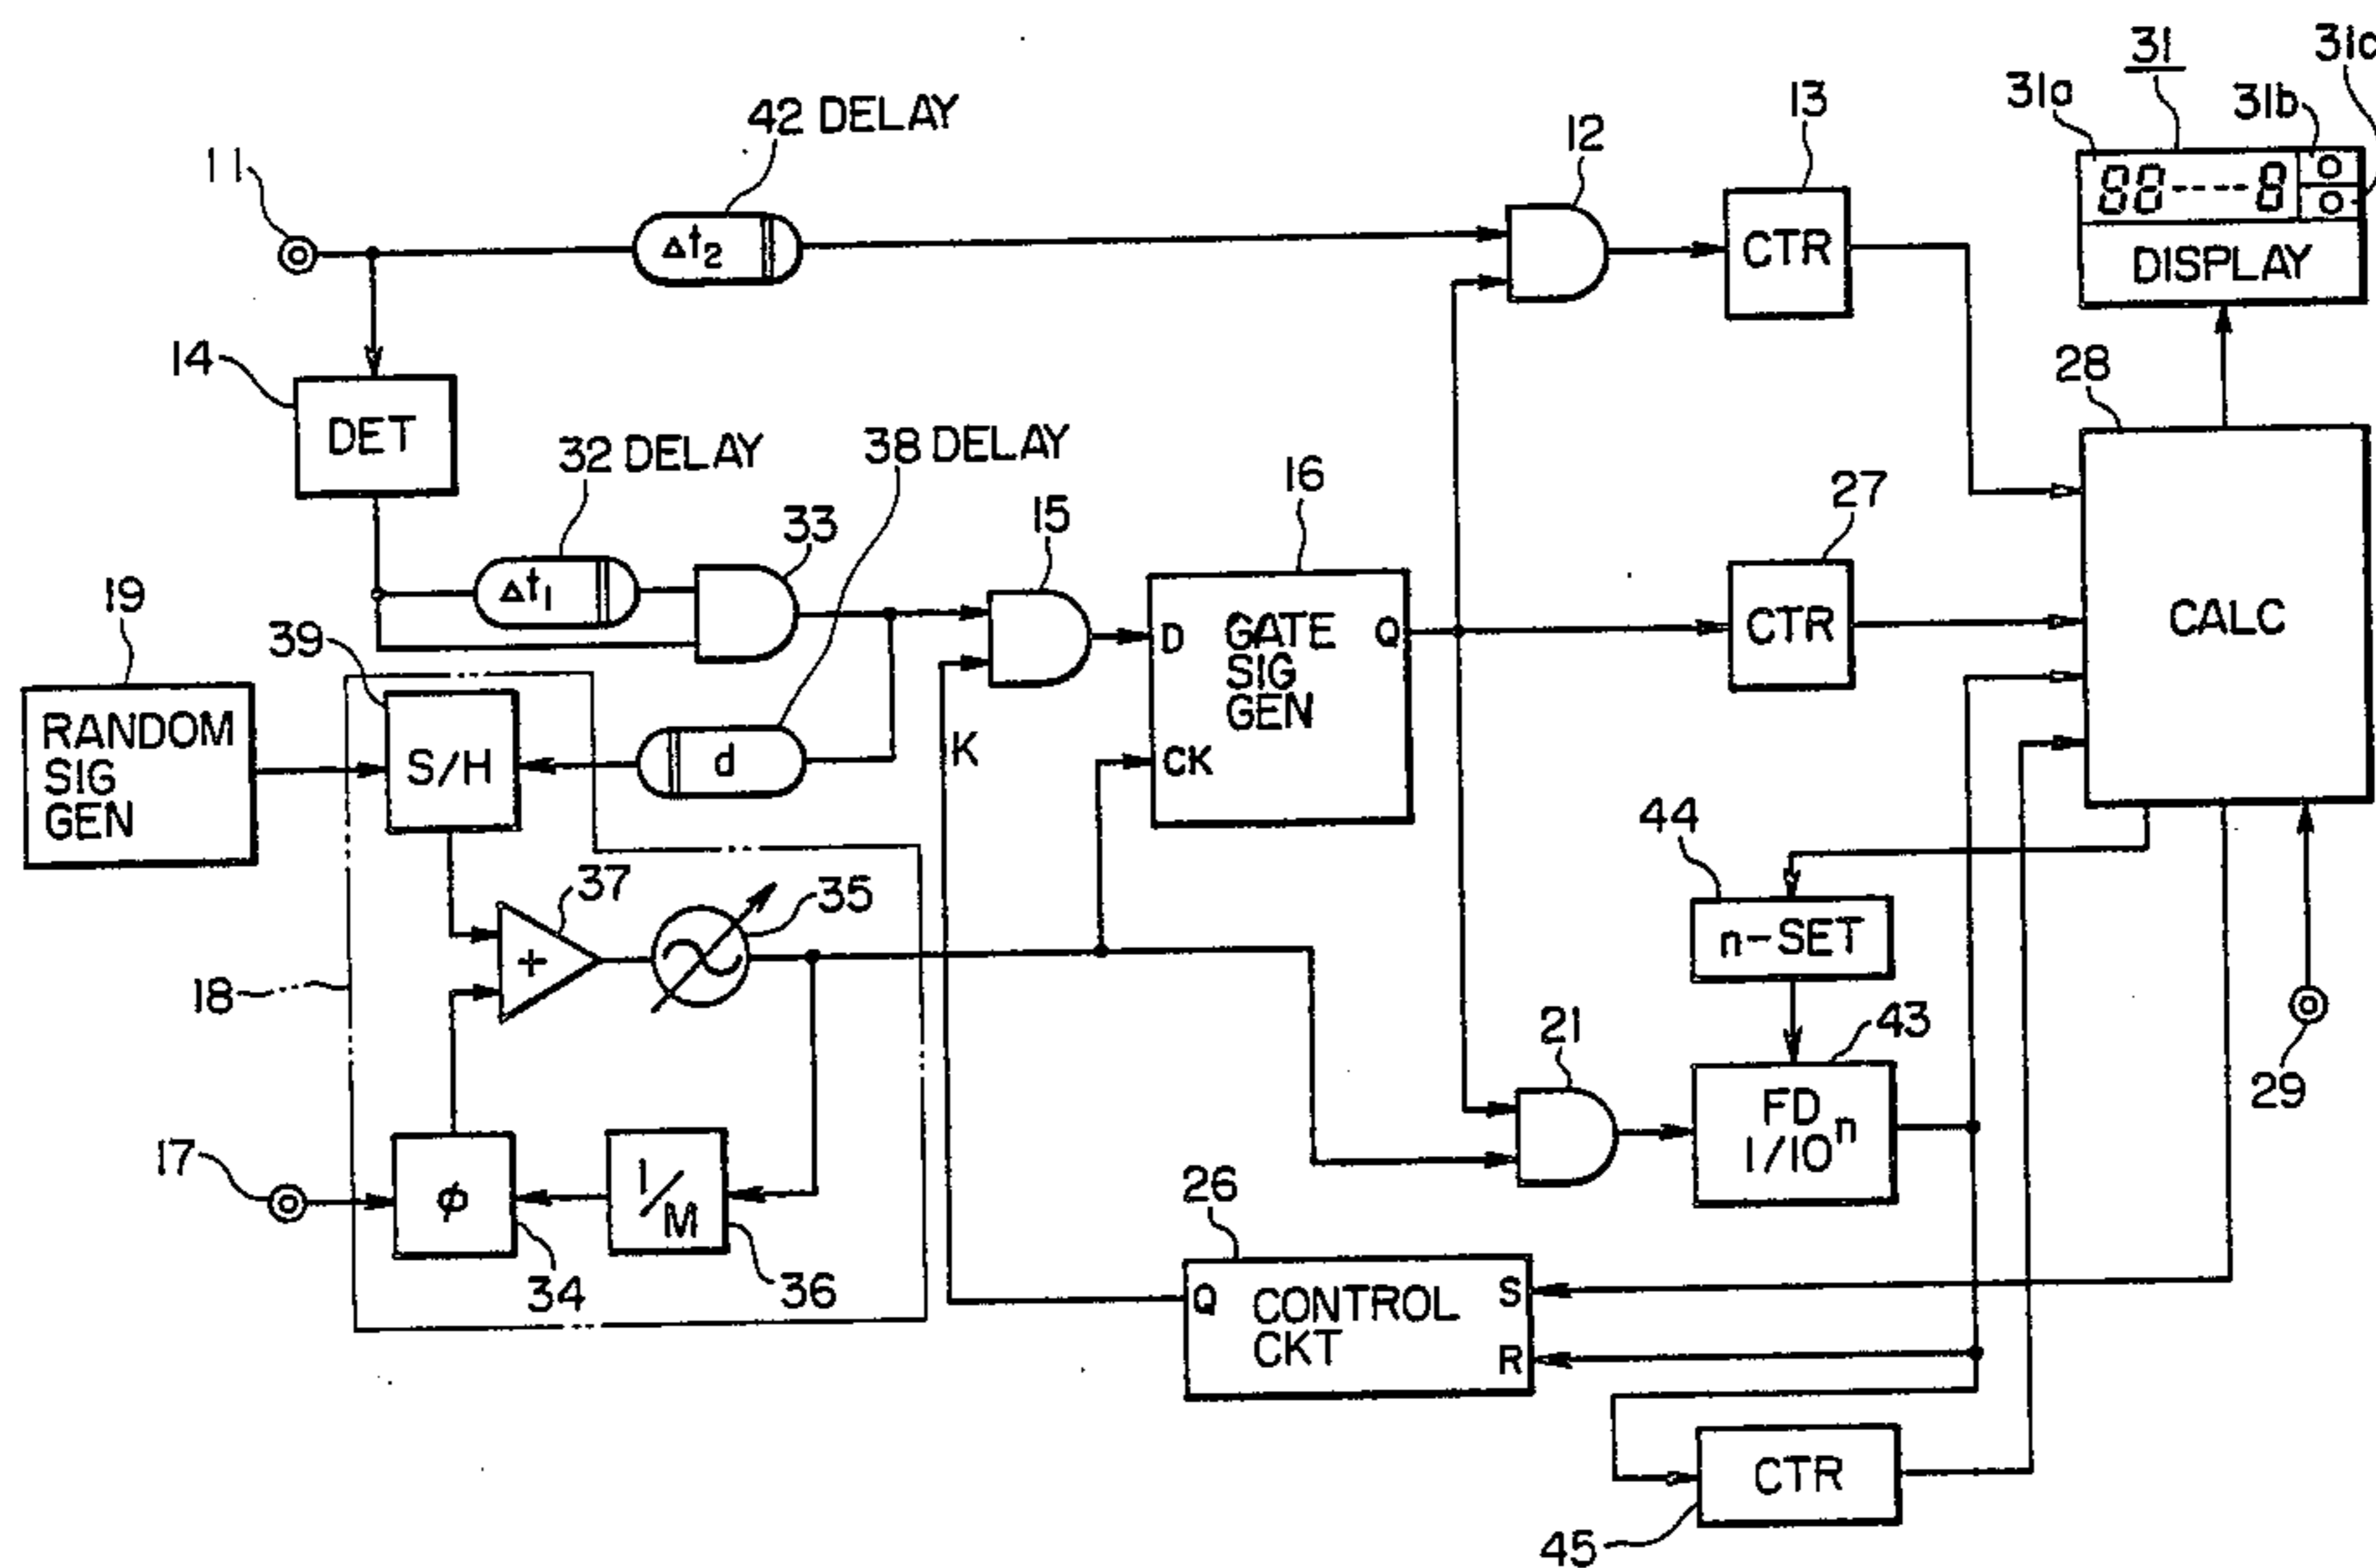 42 DELAY
11
Δt2
12
13
CTR
31
31a
31b
31c
88----8
DISPLAY
14
DET
28
CALC
32 DELAY
38 DELAY
Δt1
33
15
16
D
GATE
SIG
GEN
Q
CK
27
CTR
19
RANDOM
SIG
GEN
39
S/H
d
K
44
n-SET
18
37
+
35
21
43
FD
1/10ⁿ
29
17
φ
34
1/M
36
26
Q
CONTROL
CKT
S
R
CTR
45